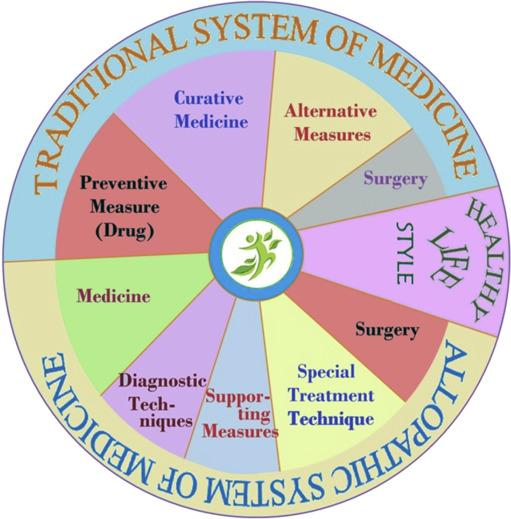 TRADITIONAL SYSTEM OF MEDICINE
Curative
Medicine
Alternative
Measures
Surgery
Preventive
Measure
(Drug)
HEALTHY
LIFE
STYLE
Medicine
Surgery
Diagnostic
Tech-
niques
Suppor-
ting
Measures
Special
Treatment
Technique
ALLOPATHIC SYSTEM OF MEDICINE